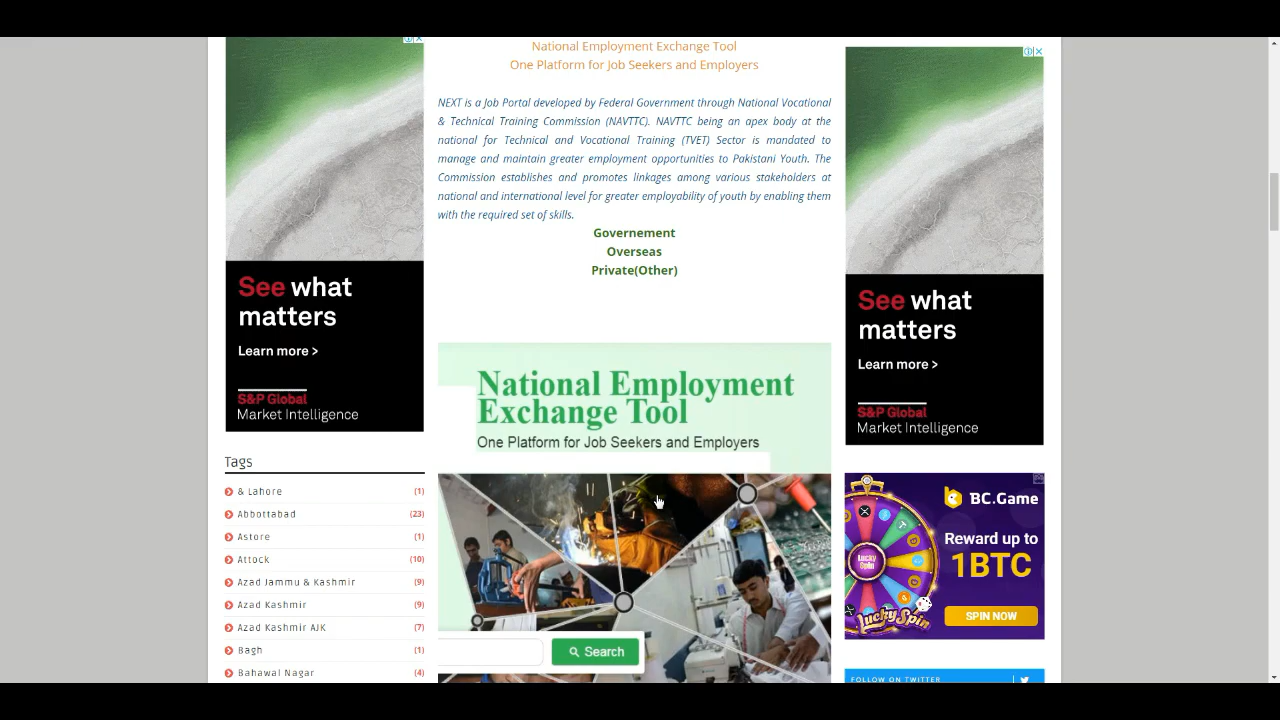 National Employment Exchange Tool
One Platform for Job Seekers and Employers
NEXT is a Job Portal developed by Federal Government through National Vocational
& Technical Training Commission (NAVTTC). NAVTTC being an apex body at the
national for Technical and Vocational Training (TVET) Sector is mandated to
manage and maintain greater employment opportunities to Pakistani Youth. The
Commission establishes and promotes linkages among various stakeholders at
national and international level for greater employability of youth by enabling them
with the required set of skills.
Governement
Overseas
Private(Other)
National Employment
Exchange Tool
One Platform for Job Seekers and Employers
Search
See what
matters
Learn more >
S&P Global
Market Intelligence
Tags
& Lahore (1)
Abbottabad (23)
Astore (1)
Attock (10)
Azad Jammu & Kashmir (9)
Azad Kashmir (9)
Azad Kashmir AJK (7)
Bagh (1)
Bahawal Nagar (4)
See what
matters
Learn more >
S&P Global
Market Intelligence
BC.Game
Reward up to
1BTC
SPIN NOW
Lucky Spin
Lucky Spin
FOLLOW ON TWITTER